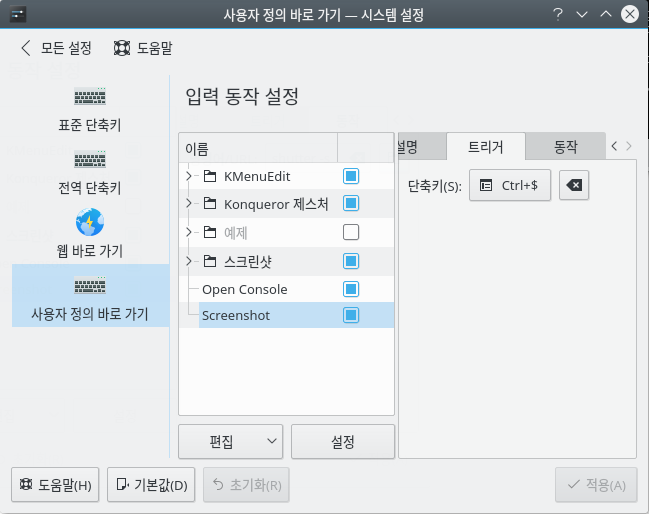 사용자 정의 바로 가기 — 시스템 설정
모든 설정
도움말
표준 단축키
전역 단축키
웹 바로 가기
사용자 정의 바로 가기
입력 동작 설정
이름
KMenuEdit
Konqueror 제스처
예제
스크린샷
Open Console
Screenshot
편집
설정
설명
트리거
동작
단축키(S):
Ctrl+$
도움말(H)
기본값(D)
초기화(R)
적용(A)